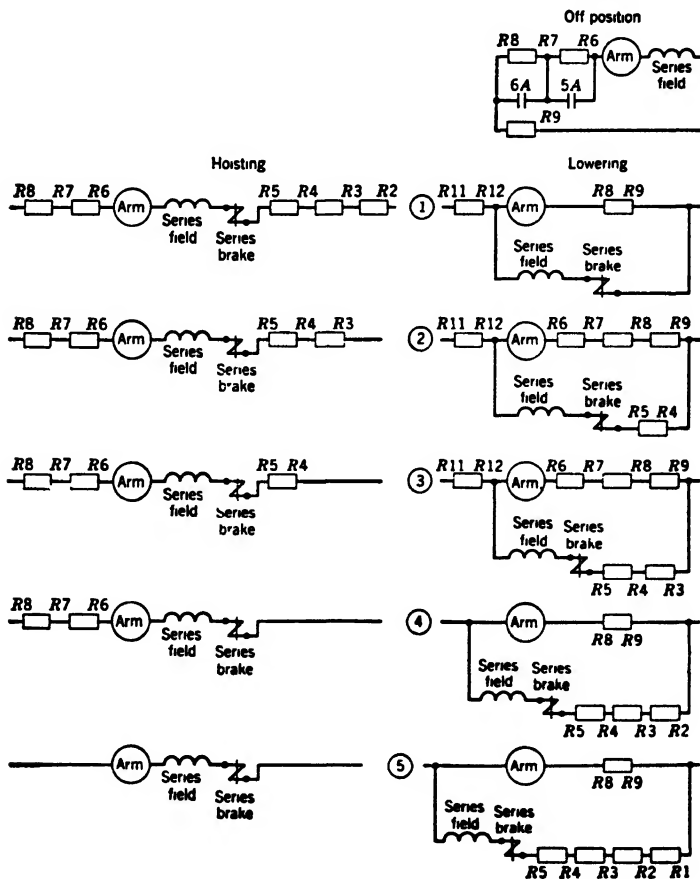 Off position
R8 R7 R6
Arm
Series
field
6A 5A
R9
Hoisting
Lowering
R8 R7 R6
Arm
Series
field
Series
brake
R5 R4 R3 R2
1
R11 R12
Arm
R8 R9
Series
field
Series
brake
R8 R7 R6
Arm
Series
field
Series
brake
R5 R4 R3
2
R11 R12
Arm
R6 R7 R8 R9
Series
field
Series
brake
R5 R4
R8 R7 R6
Arm
Series
field
Series
brake
R5 R4
3
R11 R12
Arm
R6 R7 R8 R9
Series
field
Series
brake
R5 R4 R3
R8 R7 R6
Arm
Series
field
Series
brake
4
Arm
R8 R9
Series
field
Series
brake
R5 R4 R3 R2
Arm
Series
field
Series
brake
5
Arm
R8 R9
Series
field
Series
brake
R5 R4 R3 R2 R1